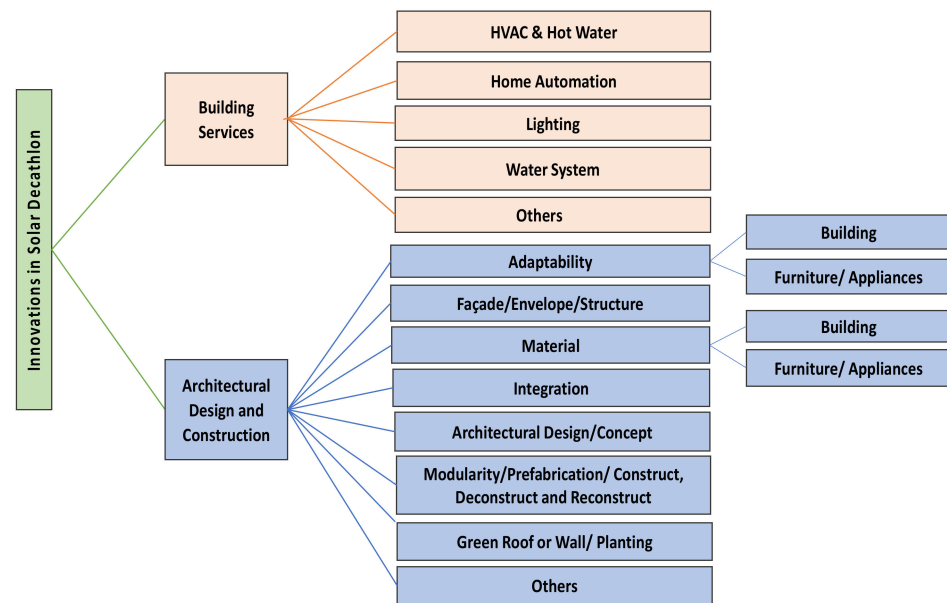 Innovations in Solar Decathlon
Building
Services
HVAC & Hot Water
Home Automation
Lighting
Water System
Others
Architectural
Design and
Construction
Adaptability
Building
Furniture/ Appliances
Façade/Envelope/Structure
Material
Building
Furniture/ Appliances
Integration
Architectural Design/Concept
Modularity/Prefabrication/ Construct,
Deconstruct and Reconstruct
Green Roof or Wall/ Planting
Others